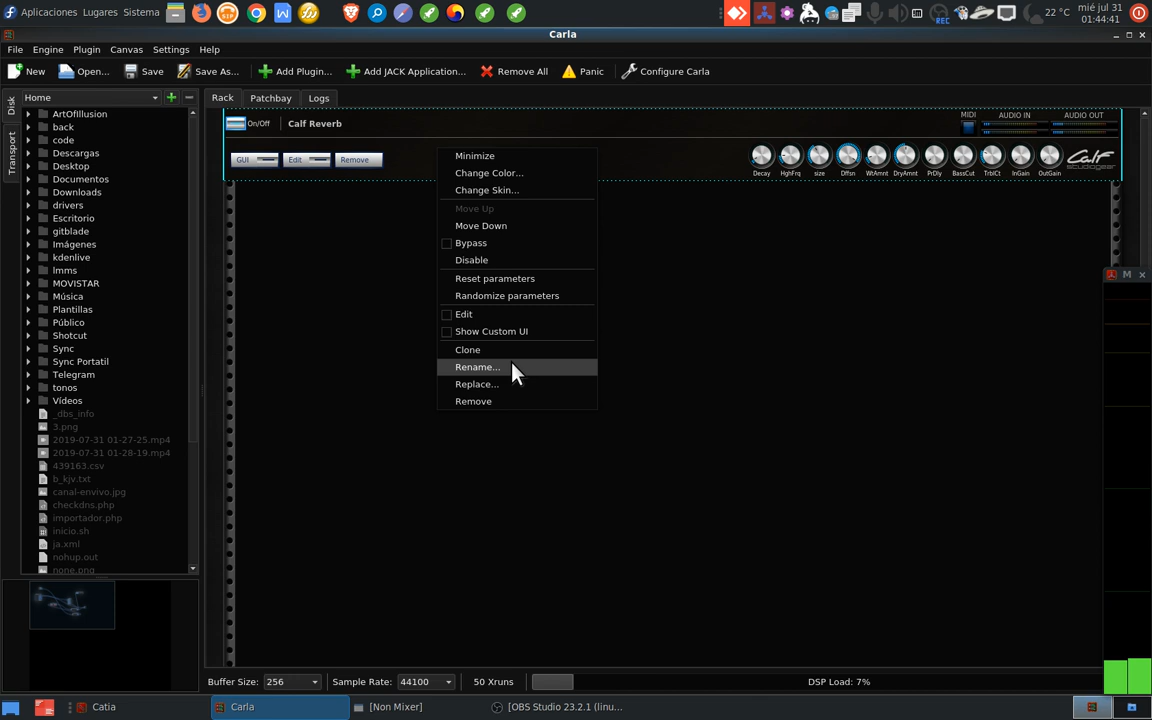 Aplicaciones Lugares Sistema
22 °C
mié jul 31
01:44:41
REC
Carla
File Engine Plugin Canvas Settings Help
New Open... Save Save As... Add Plugin... Add JACK Application... Remove All Panic Configure Carla
Disk
Transport
Home
ArtOfIllusion
back
code
Descargas
Desktop
Documentos
Downloads
drivers
Escritorio
gitblade
Imágenes
kdenlive
lmms
MOVISTAR
Música
Plantillas
Público
Shotcut
Sync
Sync Portatil
Telegram
tonos
Vídeos
_dbs_info
3.png
2019-07-31 01-27-25.mp4
2019-07-31 01-28-19.mp4
439163.csv
b_kjv.txt
canal-envivo.jpg
checkdns.php
importador.php
inicio.sh
ja.xml
nohup.out
none.png
Rack Patchbay Logs
On/Off Calf Reverb
MIDI AUDIO IN AUDIO OUT
GUI Edit Remove
Decay HghFrq size Dffsn WtAmnt DryAmnt PrDly BassCut TrblCt InGain OutGain
Calf
studiogear
Minimize
Change Color...
Change Skin...
Move Up
Move Down
Bypass
Disable
Reset parameters
Randomize parameters
Edit
Show Custom UI
Clone
Rename...
Replace...
Remove
M
Buffer Size: 256 Sample Rate: 44100 50 Xruns DSP Load: 7%
Catia Carla [Non Mixer] [OBS Studio 23.2.1 (linu...